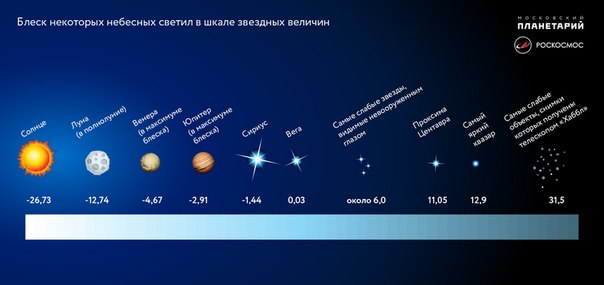 Блеск некоторых небесных светил в шкале звездных величин
МОСКОВСКИЙ
ПЛАНЕТАРИЙ
РОСКОСМОС
Солнце
Луна
(в полнолуние)
Венера
(в максимуме
блеска)
Юпитер
(в максимуме
блеска)
Сириус
Вега
Самые слабые звезды,
видимые невооруженным
глазом
Проксима
Центавра
Самый
яркий
квазар
Самые слабые
объекты, снимки
которых получены
телескопом «Хаббл»
-26,73
-12,74
-4,67
-2,91
-1,44
0,03
около 6,0
11,05
12,9
31,5